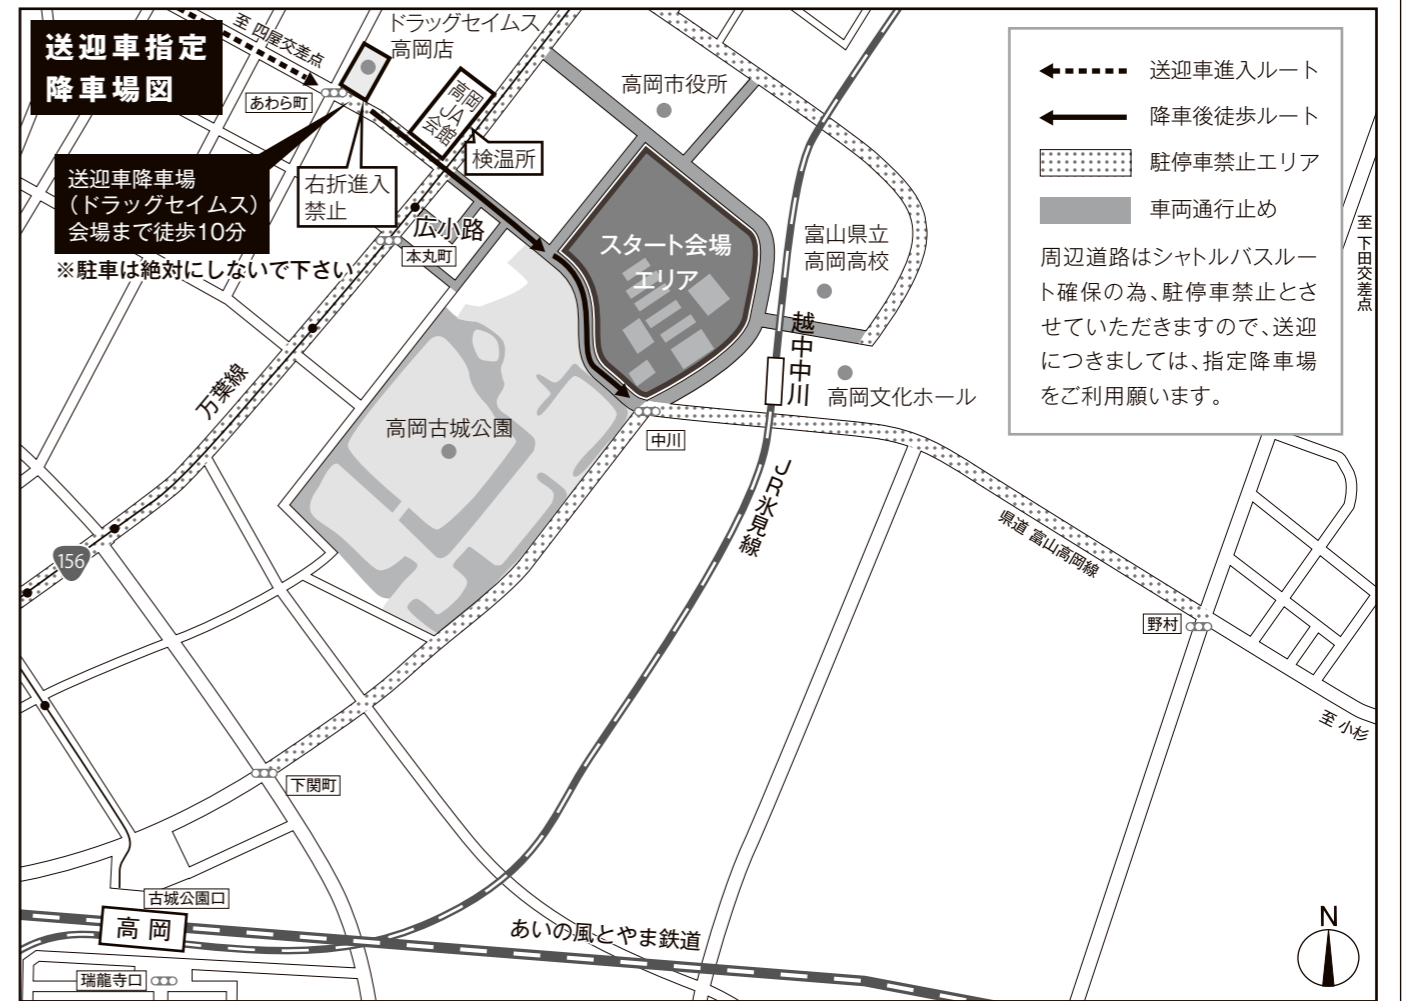 送迎車指定
降車場図
至 四屋交差点
ドラッグセイムス
高岡店
あわら町
高岡
JA
会館
検温所
右折進入
禁止
送迎車降車場
(ドラッグセイムス)
会場まで徒歩10分
※駐車は絶対にしないで下さい
広小路
本丸町
高岡市役所
スタート会場
エリア
富山県立
高岡高校
越中中川
高岡文化ホール
中川
高岡古城公園
万葉線
156
JR氷見線
県道 富山高岡線
野村
至 小杉
至 下田交差点
下関町
古城公園口
高岡
瑞龍寺口
あいの風とやま鉄道
N
送迎車進入ルート
降車後徒歩ルート
駐停車禁止エリア
車両通行止め
周辺道路はシャトルバスルー
ト確保の為、駐停車禁止とさ
せていただきますので、送迎
につきましては、指定降車場
をご利用願います。